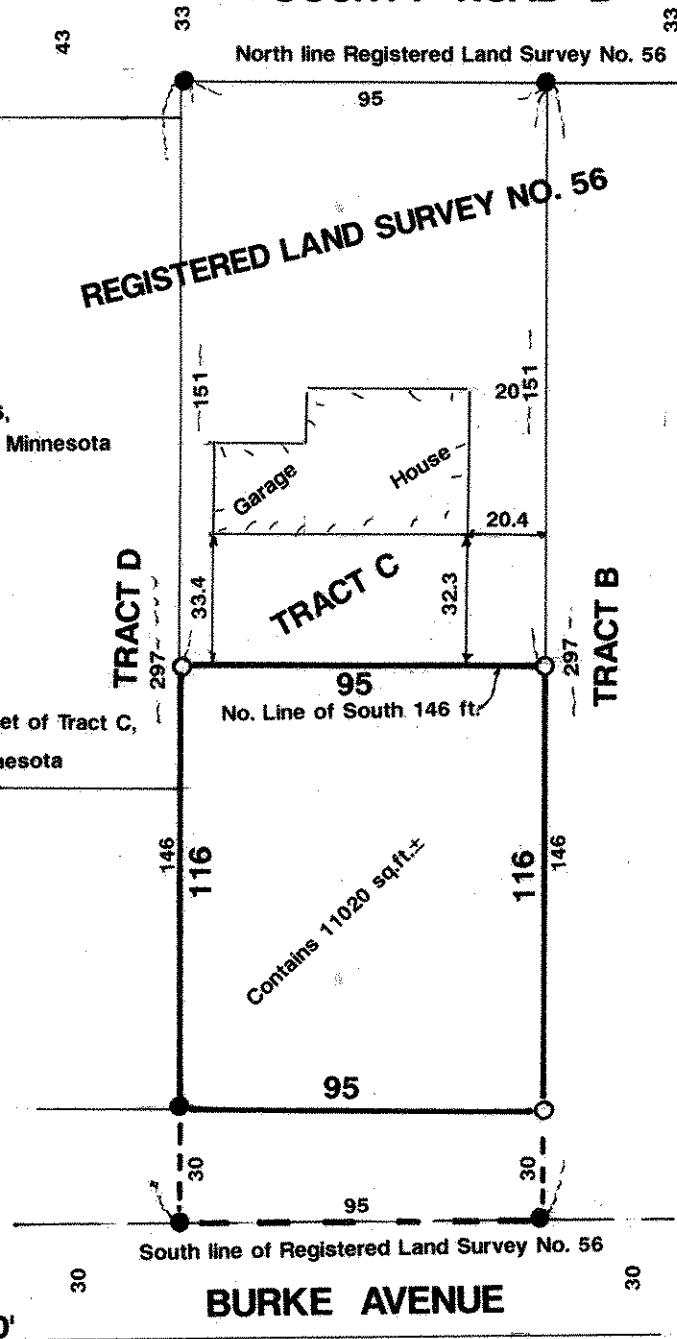 33
33
43
North line Registered Land Survey No. 56
95
REGISTERED LAND SURVEY NO. 56
151
20
151
Minnesota
Garage
House
20.4
TRACT D
33.4
TRACT C
32.3
TRACT B
297
297
95
No. Line of South 146 ft.
et of Tract C,
nesota
146
116
116
146
Contains 11020 sq.ft.±
95
30
30
95
South line of Registered Land Survey No. 56
30
30
BURKE AVENUE
0'